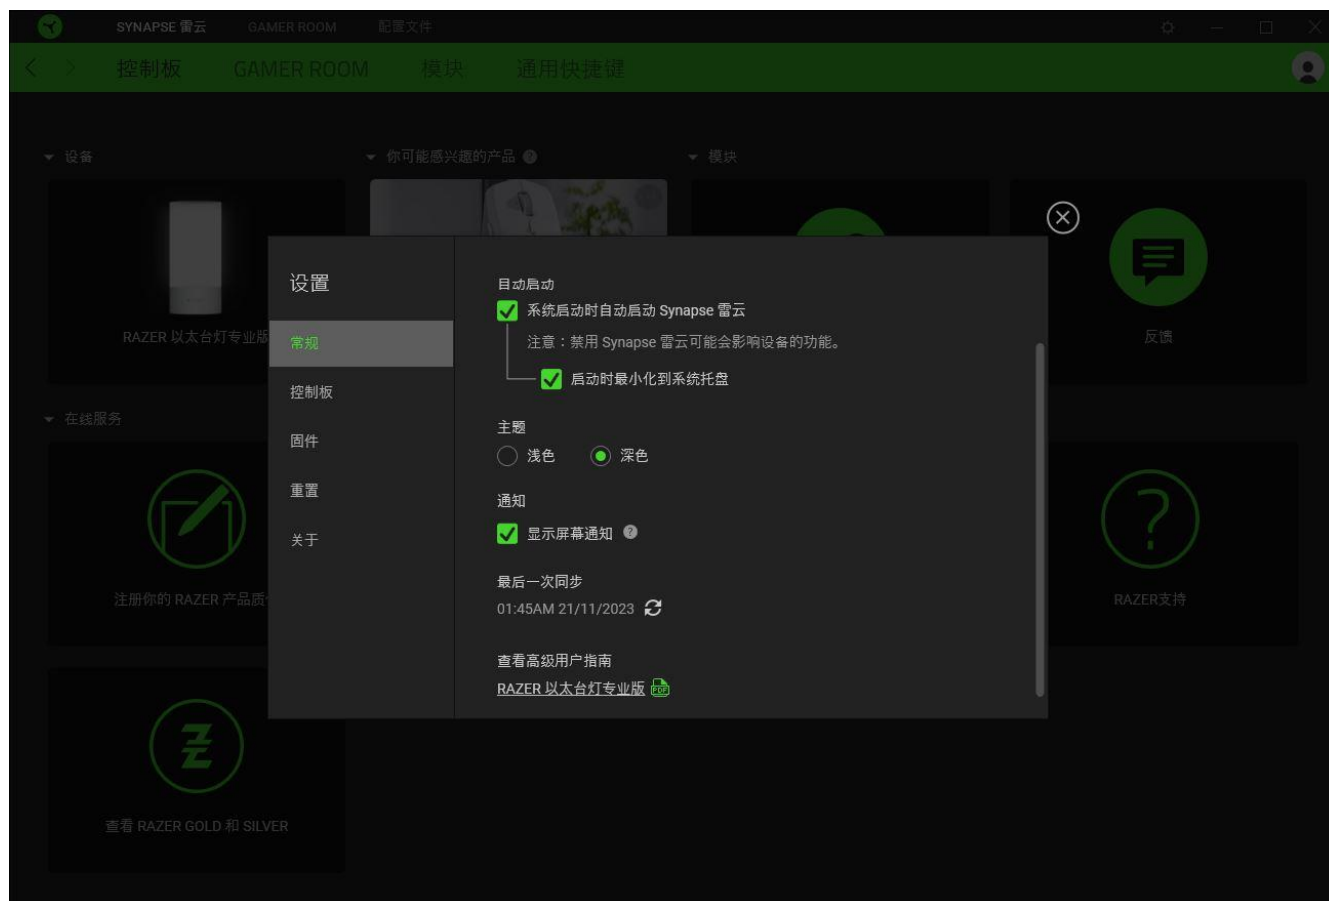 SYNAPSE 雷云 GAMER ROOM 配置文件
控制板 GAMER ROOM 模块 通用快捷键
设备
你可能感兴趣的产品 ?
模块
RAZER 以太台灯专业版
反馈
在线服务
注册你的 RAZER 产品质
RAZER支持
查看 RAZER GOLD 和 SILVER
设置
常规
控制板
固件
重置
关于
自动启动
系统启动时自动启动 Synapse 雷云
注意：禁用 Synapse 雷云可能会影响设备的功能。
启动时最小化到系统托盘
主题
浅色 深色
通知
显示屏幕通知 ?
最后一次同步
01:45AM 21/11/2023
查看高级用户指南
RAZER 以太台灯专业版 PDF